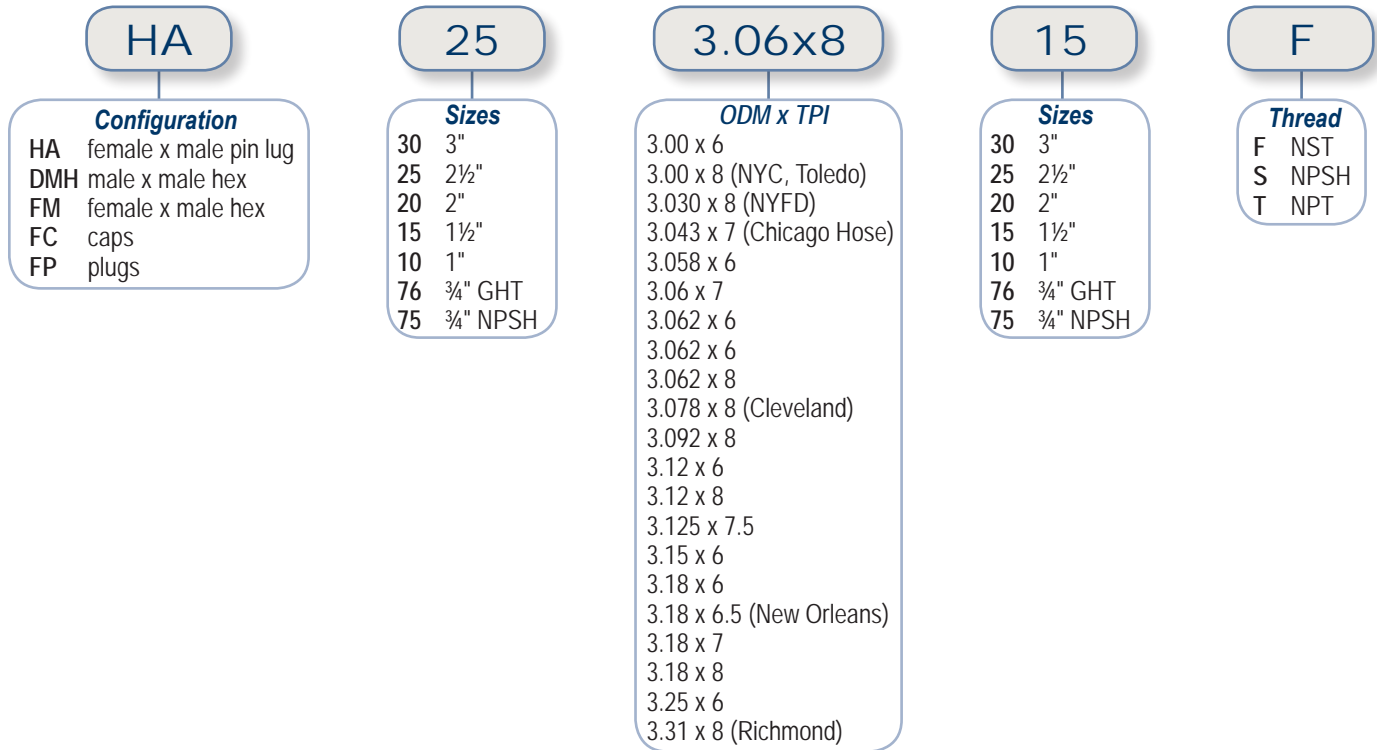 HA
25
3.06x8
15
F
Configuration
HA female x male pin lug
DMH male x male hex
FM female x male hex
FC caps
FP plugs
Sizes
30 3"
25 2½"
20 2"
15 1½"
10 1"
76 ¾" GHT
75 ¾" NPSH
ODM x TPI
3.00 x 6
3.00 x 8 (NYC, Toledo)
3.030 x 8 (NYFD)
3.043 x 7 (Chicago Hose)
3.058 x 6
3.06 x 7
3.062 x 6
3.062 x 6
3.062 x 8
3.078 x 8 (Cleveland)
3.092 x 8
3.12 x 6
3.12 x 8
3.125 x 7.5
3.15 x 6
3.18 x 6
3.18 x 6.5 (New Orleans)
3.18 x 7
3.18 x 8
3.25 x 6
3.31 x 8 (Richmond)
Sizes
30 3"
25 2½"
20 2"
15 1½"
10 1"
76 ¾" GHT
75 ¾" NPSH
Thread
F NST
S NPSH
T NPT